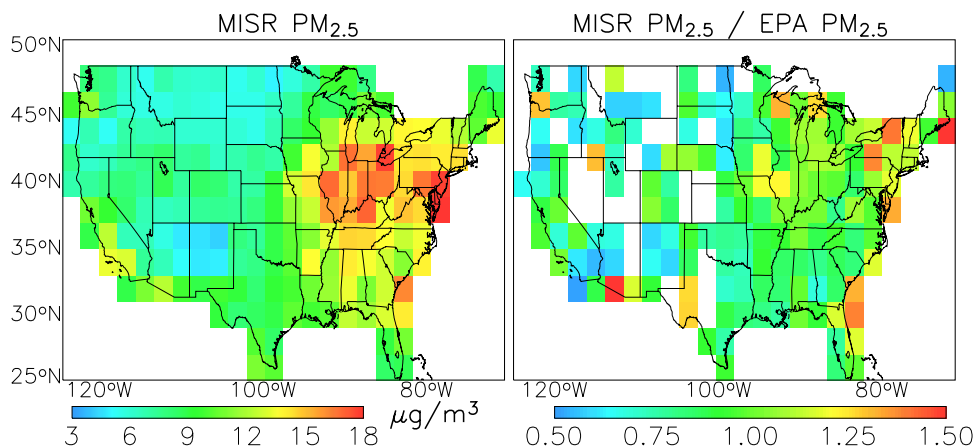 MISR PM2.5
MISR PM2.5 / EPA PM2.5
50°N
45°N
40°N
35°N
30°N
25°N
120°W 100°W 80°W
120°W 100°W 80°W
3 6 9 12 15 18 μg/m³
0.50 0.75 1.00 1.25 1.50